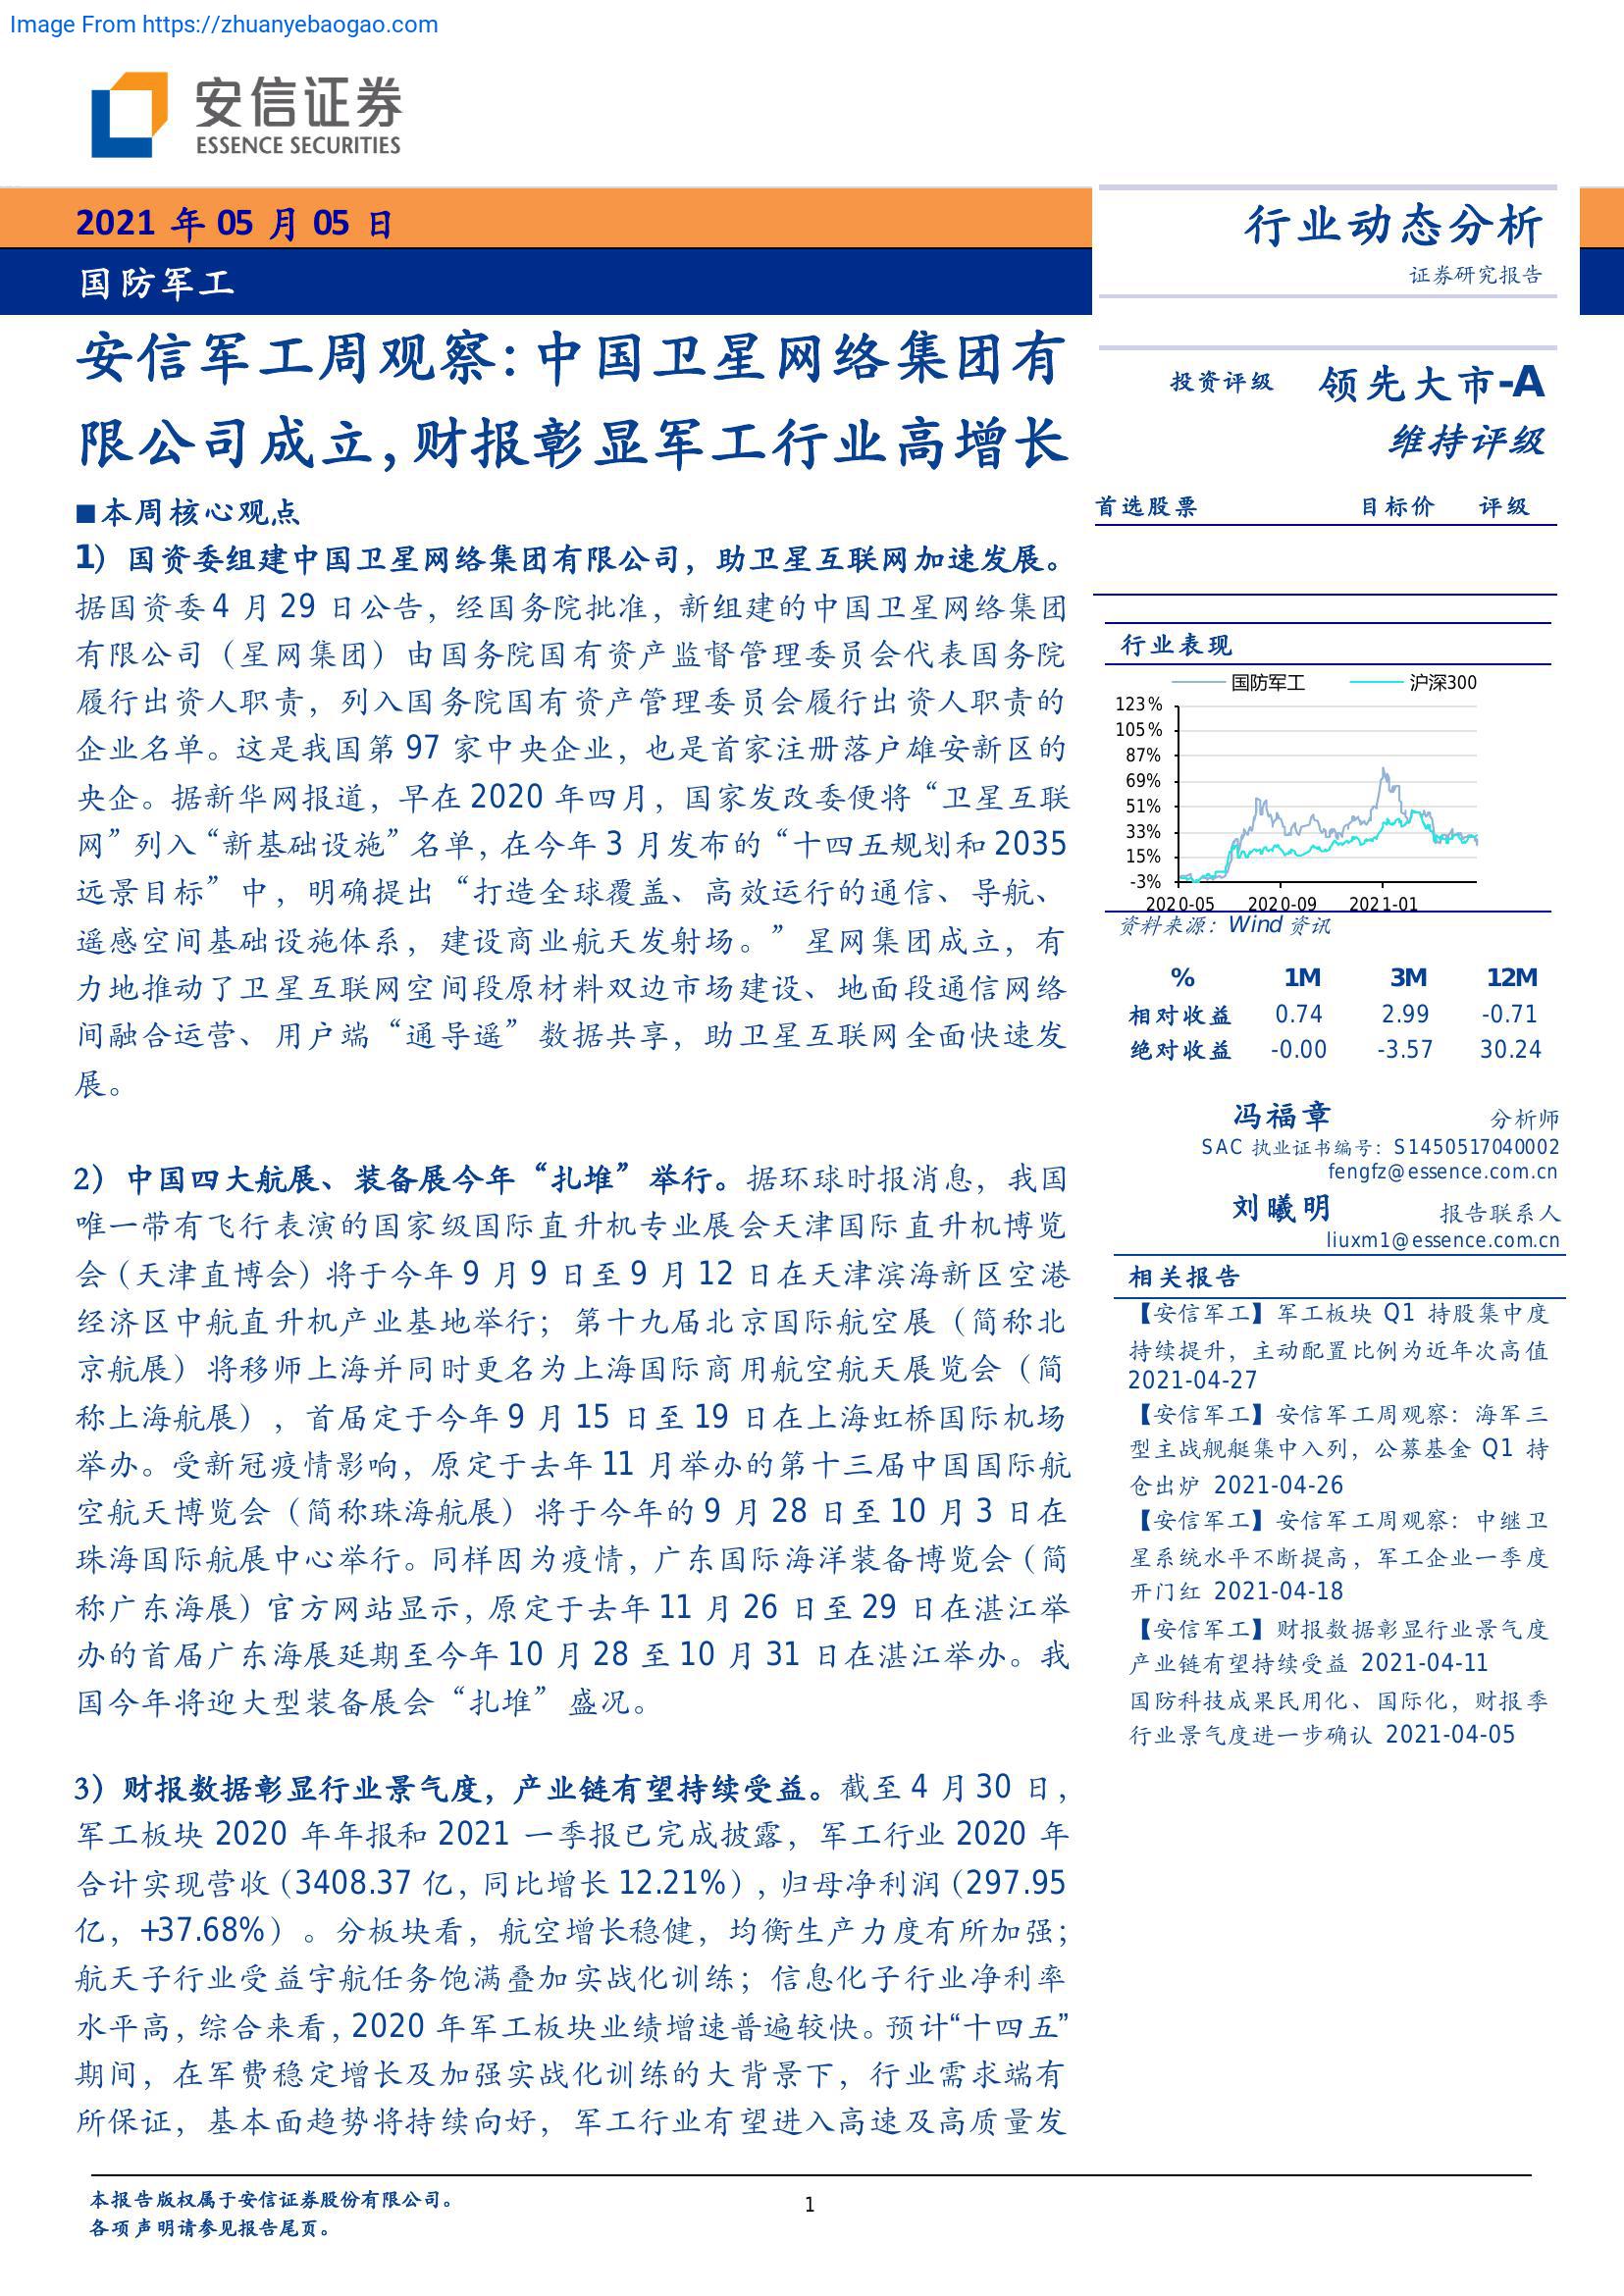 Image From https://zhuanyebaogao.com
安信证券
ESSENCE SECURITIES
2021 年 05 月 05 日
国防军工
行业动态分析
证券研究报告
安信军工周观察：中国卫星网络集团有
限公司成立，财报彰显军工行业高增长
■本周核心观点
1）国资委组建中国卫星网络集团有限公司，助卫星互联网加速发展。
据国资委 4 月 29 日公告，经国务院批准，新组建的中国卫星网络集团
有限公司（星网集团）由国务院国有资产监督管理委员会代表国务院
履行出资人职责，列入国务院国有资产管理委员会履行出资人职责的
企业名单。这是我国第 97 家中央企业，也是首家注册落户雄安新区的
央企。据新华网报道，早在 2020 年四月，国家发改委便将“卫星互联
网”列入“新基础设施”名单，在今年 3 月发布的“十四五规划和 2035
远景目标”中，明确提出“打造全球覆盖、高效运行的通信、导航、
遥感空间基础设施体系，建设商业航天发射场。”星网集团成立，有
力地推动了卫星互联网空间段原材料双边市场建设、地面段通信网络
间融合运营、用户端“通导遥”数据共享，助卫星互联网全面快速发
展。
2）中国四大航展、装备展今年“扎堆”举行。据环球时报消息，我国
唯一带有飞行表演的国家级国际直升机专业展会天津国际直升机博览
会（天津直博会）将于今年 9 月 9 日至 9 月 12 日在天津滨海新区空港
经济区中航直升机产业基地举行；第十九届北京国际航空展（简称北
京航展）将移师上海并同时更名为上海国际商用航空航天展览会（简
称上海航展），首届定于今年 9 月 15 日至 19 日在上海虹桥国际机场
举办。受新冠疫情影响，原定于去年 11 月举办的第十三届中国国际航
空航天博览会（简称珠海航展）将于今年的 9 月 28 日至 10 月 3 日在
珠海国际航展中心举行。同样因为疫情，广东国际海洋装备博览会（简
称广东海展）官方网站显示，原定于去年 11 月 26 日至 29 日在湛江举
办的首届广东海展延期至今年 10 月 28 至 10 月 31 日在湛江举办。我
国今年将迎大型装备展会“扎堆”盛况。
3）财报数据彰显行业景气度，产业链有望持续受益。截至 4 月 30 日，
军工板块 2020 年年报和 2021 一季报已完成披露，军工行业 2020 年
合计实现营收（3408.37 亿，同比增长 12.21%），归母净利润（297.95
亿，+37.68%）。分板块看，航空增长稳健，均衡生产力度有所加强；
航天子行业受益宇航任务饱满叠加实战化训练；信息化子行业净利率
水平高，综合来看，2020 年军工板块业绩增速普遍较快。预计“十四五”
期间，在军费稳定增长及加强实战化训练的大背景下，行业需求端有
所保证，基本面趋势将持续向好，军工行业有望进入高速及高质量发
投资评级 领先大市-A
维持评级
首选股票 目标价 评级
行业表现
国防军工 沪深300
123%
105%
87%
69%
51%
33%
15%
-3%
2020-05 2020-09 2021-01
资料来源：Wind 资讯
% 1M 3M 12M
相对收益 0.74 2.99 -0.71
绝对收益 -0.00 -3.57 30.24
冯福章 分析师
SAC 执业证书编号：S1450517040002
fengfz@essence.com.cn
刘曦明 报告联系人
liuxm1@essence.com.cn
相关报告
【安信军工】军工板块 Q1 持股集中度
持续提升，主动配置比例为近年次高值
2021-04-27
【安信军工】安信军工周观察：海军三
型主战舰艇集中入列，公募基金 Q1 持
仓出炉 2021-04-26
【安信军工】安信军工周观察：中继卫
星系统水平不断提高，军工企业一季度
开门红 2021-04-18
【安信军工】财报数据彰显行业景气度
产业链有望持续受益 2021-04-11
国防科技成果民用化、国际化，财报季
行业景气度进一步确认 2021-04-05
本报告版权属于安信证券股份有限公司。
各项声明请参见报告尾页。
1